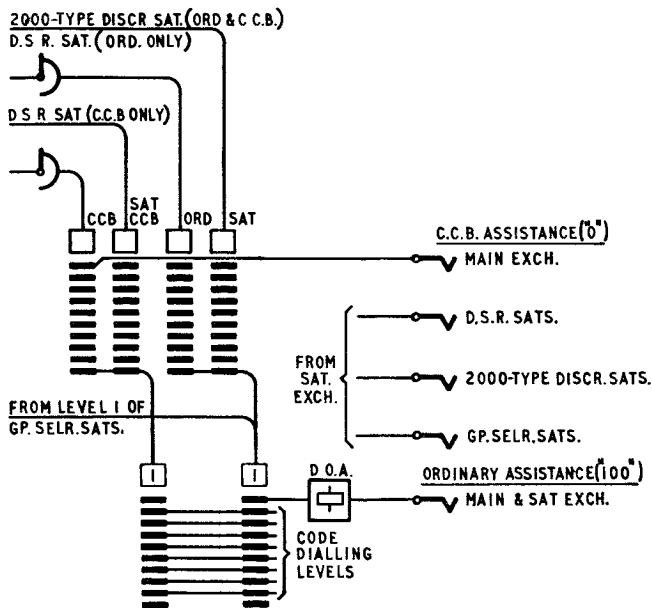 2000-TYPE DISCR SAT.(ORD & C C.B.)
D.S R. SAT.(ORD. ONLY)
D S R SAT (C.C.B ONLY)
CCB
SAT
CCB
ORD
SAT
C.C.B. ASSISTANCE("0")
MAIN EXCH.
D.S.R. SATS.
FROM
SAT.
EXCH.
2000-TYPE DISCR. SATS.
GP. SELR. SATS.
FROM LEVEL I OF
GP. SELR. SATS.
I
I
D O.A.
ORDINARY ASSISTANCE("100")
MAIN & SAT EXCH.
CODE
DIALLING
LEVELS